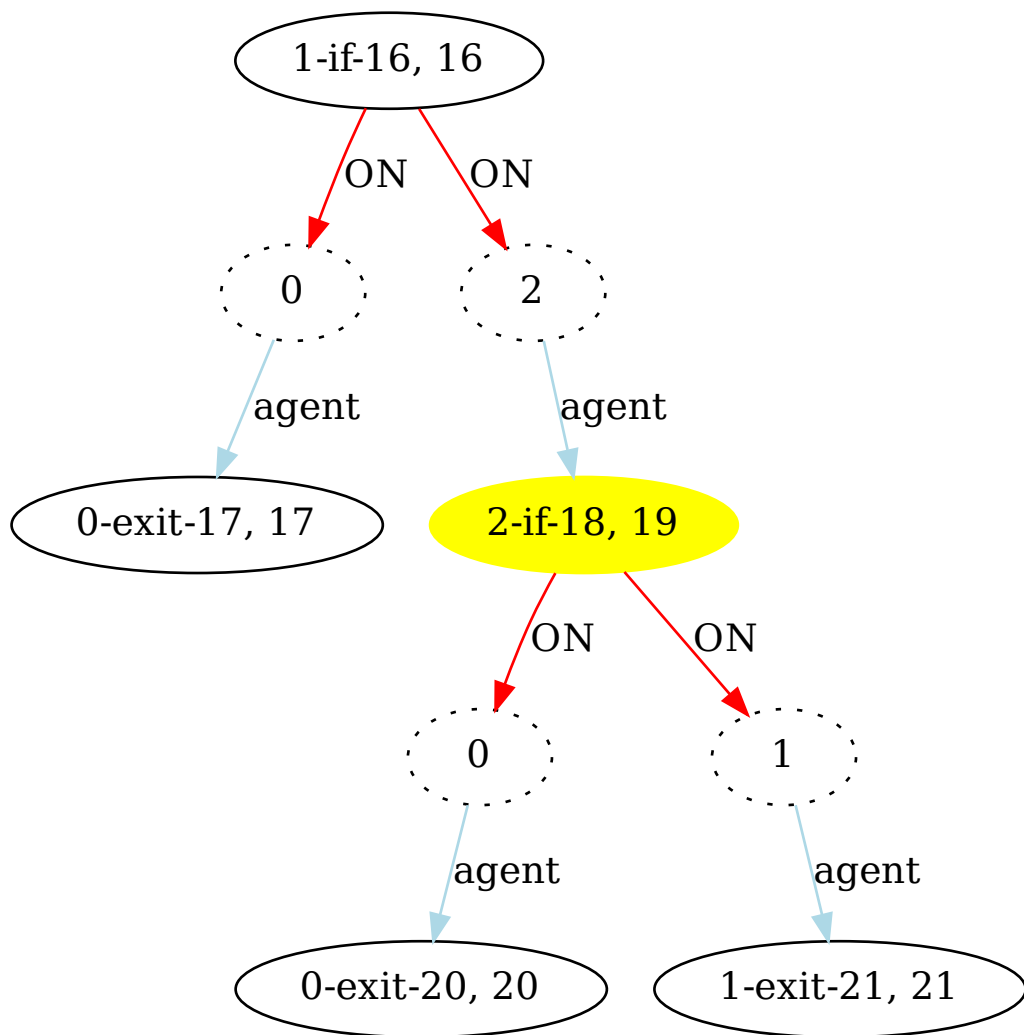 1-if-16, 16
ON
ON
0
2
agent
agent
0-exit-17, 17
2-if-18, 19
ON
ON
0
1
agent
agent
0-exit-20, 20
1-exit-21, 21